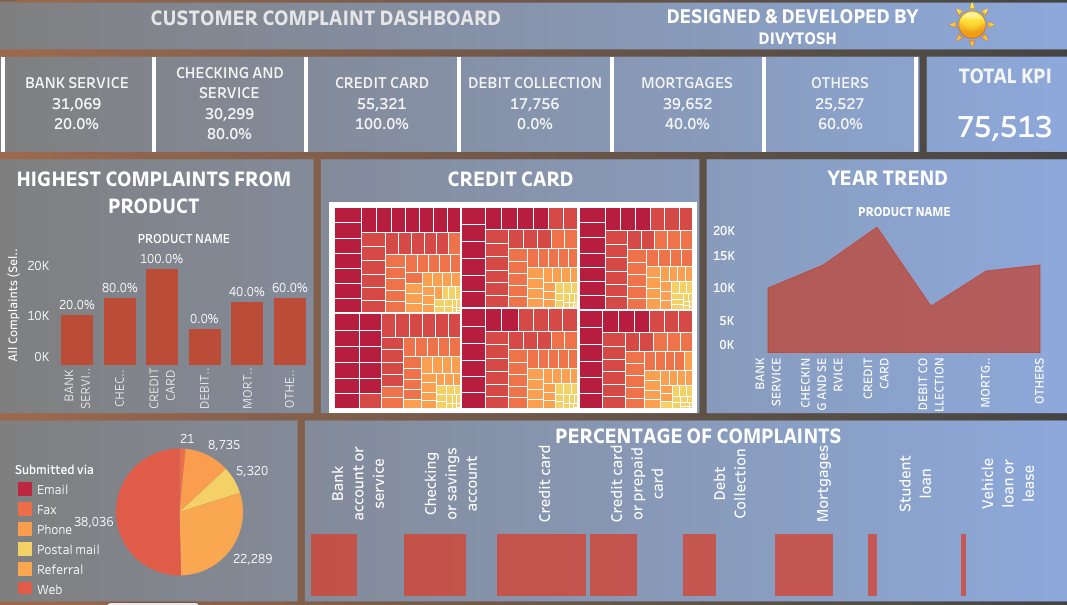 CUSTOMER COMPLAINT DASHBOARD
DESIGNED & DEVELOPED BY
DIVYTOSH
BANK SERVICE
31,069
20.0%
CHECKING AND
SERVICE
30,299
80.0%
CREDIT CARD
55,321
100.0%
DEBIT COLLECTION
17,756
0.0%
MORTGAGES
39,652
40.0%
OTHERS
25,527
60.0%
TOTAL KPI
75,513
HIGHEST COMPLAINTS FROM
PRODUCT
PRODUCT NAME
All Complaints (Sel..
20K
10K
0K
20.0%
80.0%
100.0%
0.0%
40.0%
60.0%
BANK
SERVI..
CHEC..
CREDIT
CARD
DEBIT..
MORT..
OTHE..
CREDIT CARD
YEAR TREND
PRODUCT NAME
20K
15K
10K
5K
0K
BANK
SERVICE
CHECKIN
G AND SE
RVICE
CREDIT
CARD
DEBIT CO
LLECTION
MORTG..
OTHERS
Submitted via
Email
Fax
Phone
Postal mail
Referral
Web
21
8,735
5,320
22,289
38,036
PERCENTAGE OF COMPLAINTS
Bank
account or
service
Checking
or savings
account
Credit card
Credit card
or prepaid
card
Debt
Collection
Mortgages
Student
loan
Vehicle
loan or
lease